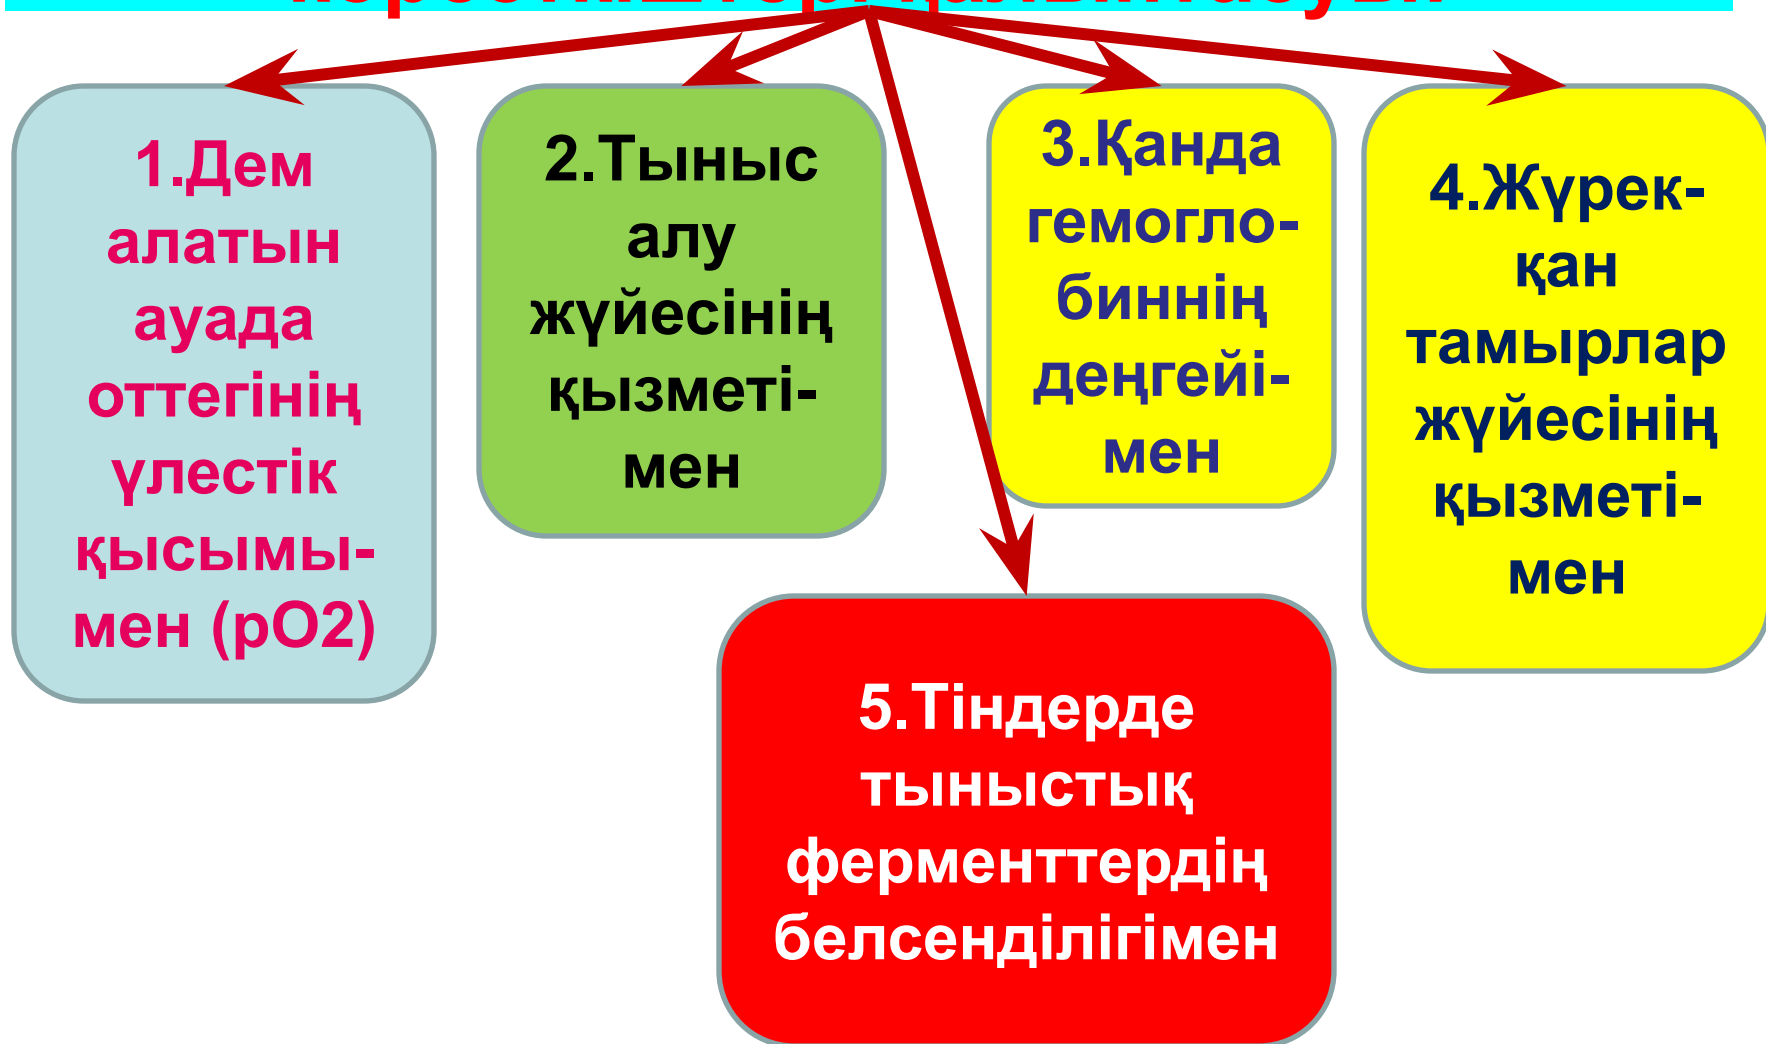 1.Дем
алатын
ауада
оттегінің
үлестік
қысымы-
мен (рО2)
2.Тыныс
алу
жүйесінің
қызметі-
мен
3.Қанда
гемогло-
биннің
деңгейі-
мен
4.Жүрек-
қан
тамырлар
жүйесінің
қызметі-
мен
5.Тіндерде
тыныстық
ферменттердің
белсенділігімен